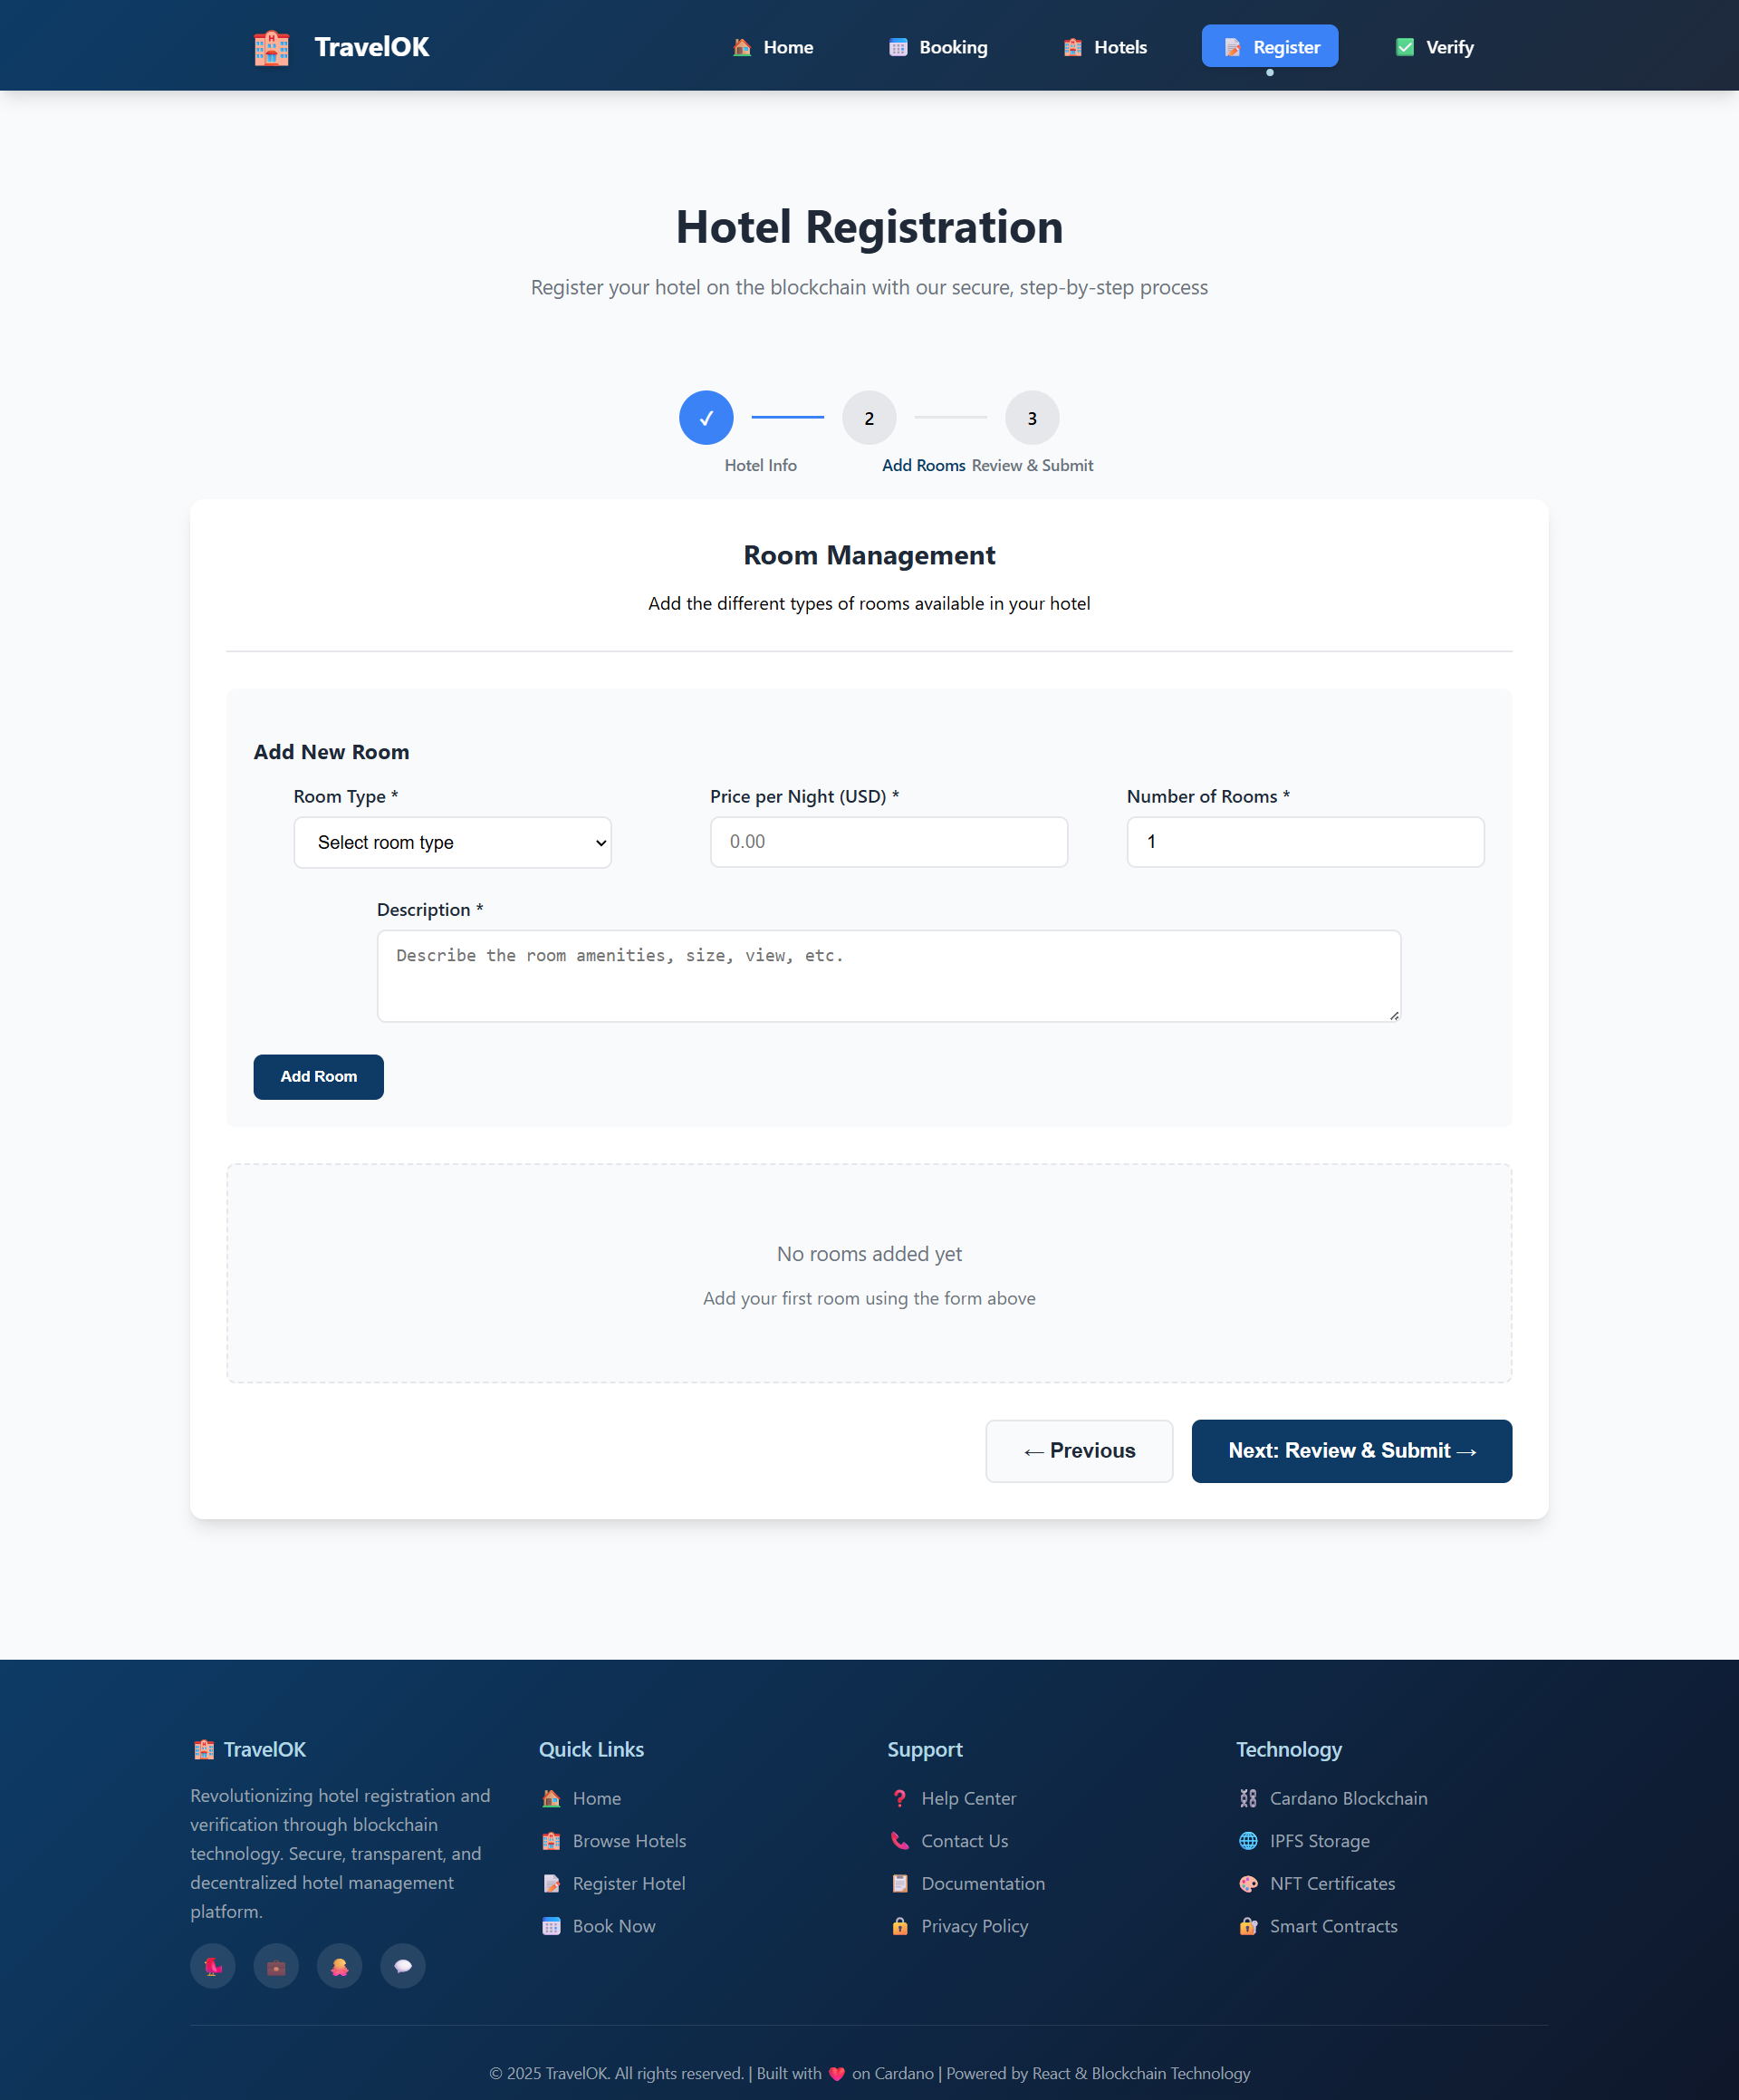 TravelOK
Home
Booking
Hotels
Register
Verify
Hotel Registration
Register your hotel on the blockchain with our secure, step-by-step process
✓
2
3
Hotel Info
Add Rooms
Review & Submit
Room Management
Add the different types of rooms available in your hotel
Add New Room
Room Type *
Price per Night (USD) *
Number of Rooms *
Select room type
0.00
1
Description *
Describe the room amenities, size, view, etc.
Add Room
No rooms added yet
Add your first room using the form above
← Previous
Next: Review & Submit →
TravelOK
Revolutionizing hotel registration and
verification through blockchain
technology. Secure, transparent, and
decentralized hotel management
platform.
Quick Links
Home
Browse Hotels
Register Hotel
Book Now
Support
Help Center
Contact Us
Documentation
Privacy Policy
Technology
Cardano Blockchain
IPFS Storage
NFT Certificates
Smart Contracts
© 2025 TravelOK. All rights reserved. | Built with ❤️ on Cardano | Powered by React & Blockchain Technology